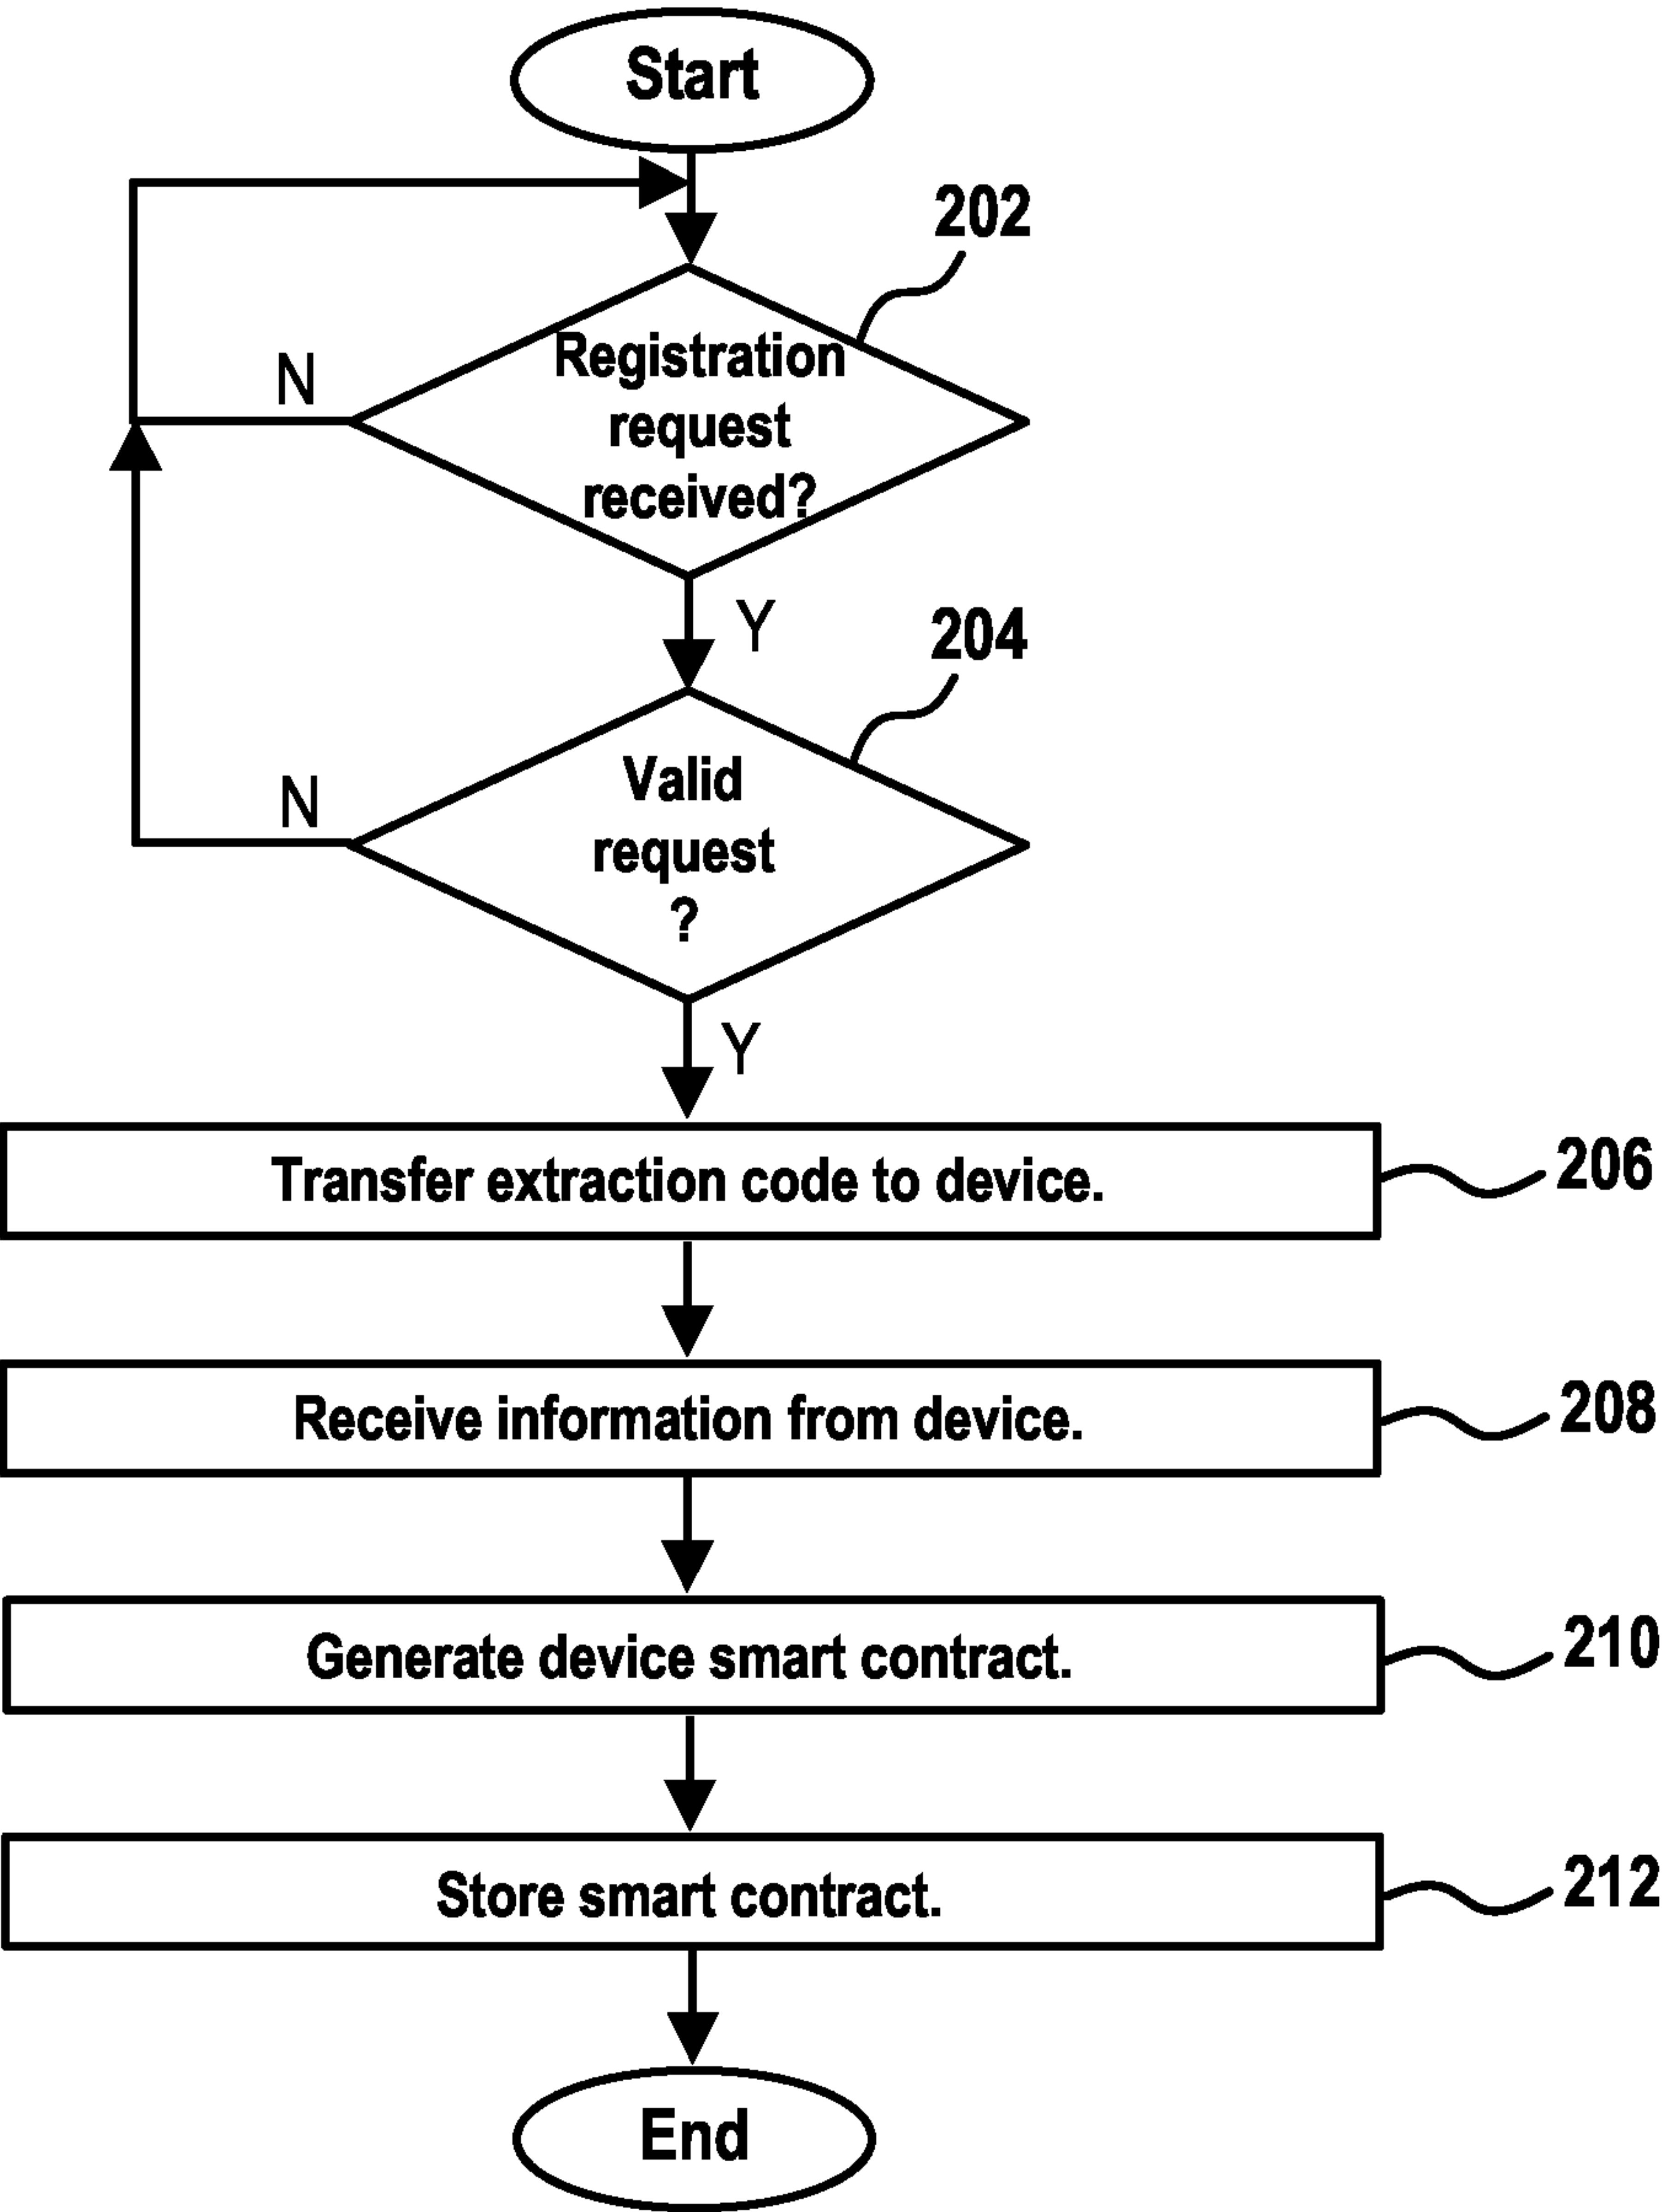 Start
202
Registration
request
received?
N
Y
204
Valid
request
?
N
Y
Transfer extraction code to device.
206
Receive information from device.
208
Generate device smart contract.
210
Store smart contract.
212
End